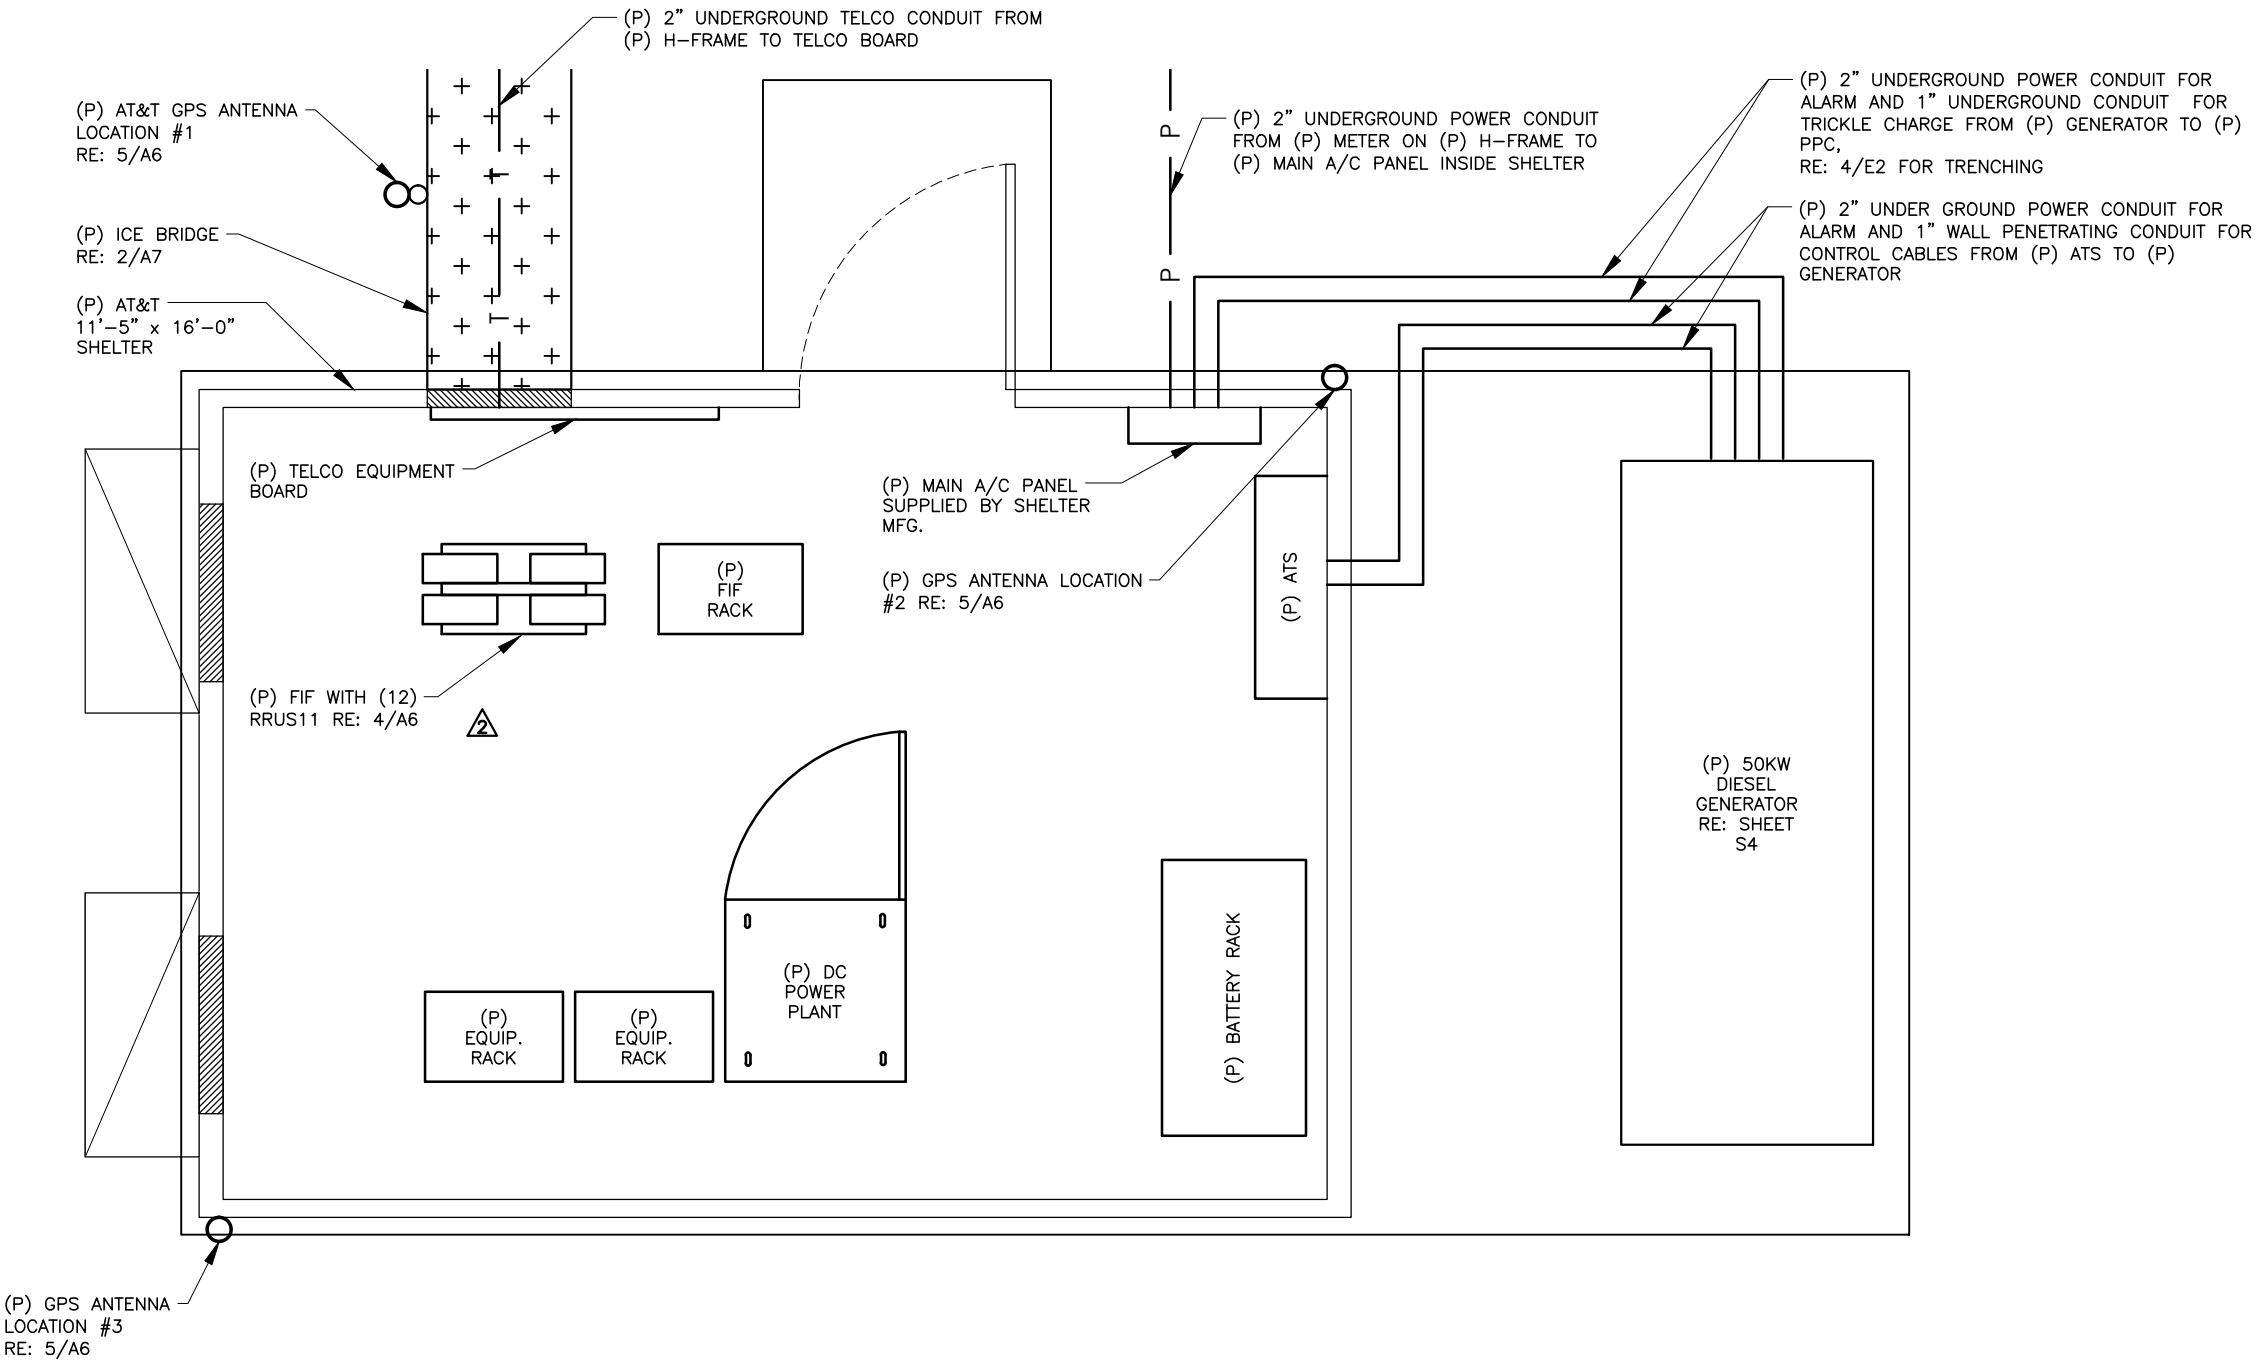 (P) 2” UNDERGROUND TELCO CONDUIT FROM
(P) H-FRAME TO TELCO BOARD
(P) AT&T GPS ANTENNA
LOCATION #1
RE: 5/A6
(P) ICE BRIDGE
RE: 2/A7
(P) AT&T
11'-5” x 16'-0”
SHELTER
T
T
P
P
(P) 2” UNDERGROUND POWER CONDUIT
FROM (P) METER ON (P) H-FRAME TO
(P) MAIN A/C PANEL INSIDE SHELTER
(P) 2” UNDERGROUND POWER CONDUIT FOR
ALARM AND 1” UNDERGROUND CONDUIT FOR
TRICKLE CHARGE FROM (P) GENERATOR TO (P)
PPC,
RE: 4/E2 FOR TRENCHING
(P) 2” UNDER GROUND POWER CONDUIT FOR
ALARM AND 1” WALL PENETRATING CONDUIT FOR
CONTROL CABLES FROM (P) ATS TO (P)
GENERATOR
(P) TELCO EQUIPMENT
BOARD
(P) MAIN A/C PANEL
SUPPLIED BY SHELTER
MFG.
(P) GPS ANTENNA LOCATION
#2 RE: 5/A6
(P)
FIF
RACK
(P) ATS
(P) FIF WITH (12)
RRUS11 RE: 4/A6
2
(P) 50KW
DIESEL
GENERATOR
RE: SHEET
S4
(P) DC
POWER
PLANT
(P) BATTERY RACK
(P)
EQUIP.
RACK
(P)
EQUIP.
RACK
(P) GPS ANTENNA
LOCATION #3
RE: 5/A6